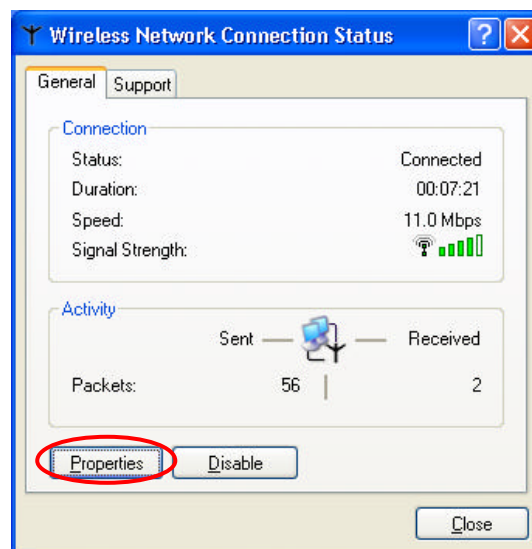 Wireless Network Connection Status
General Support
Connection
Status: Connected
Duration: 00:07:21
Speed: 11.0 Mbps
Signal Strength:
Activity
Sent Received
Packets: 56 2
Properties Disable
Close